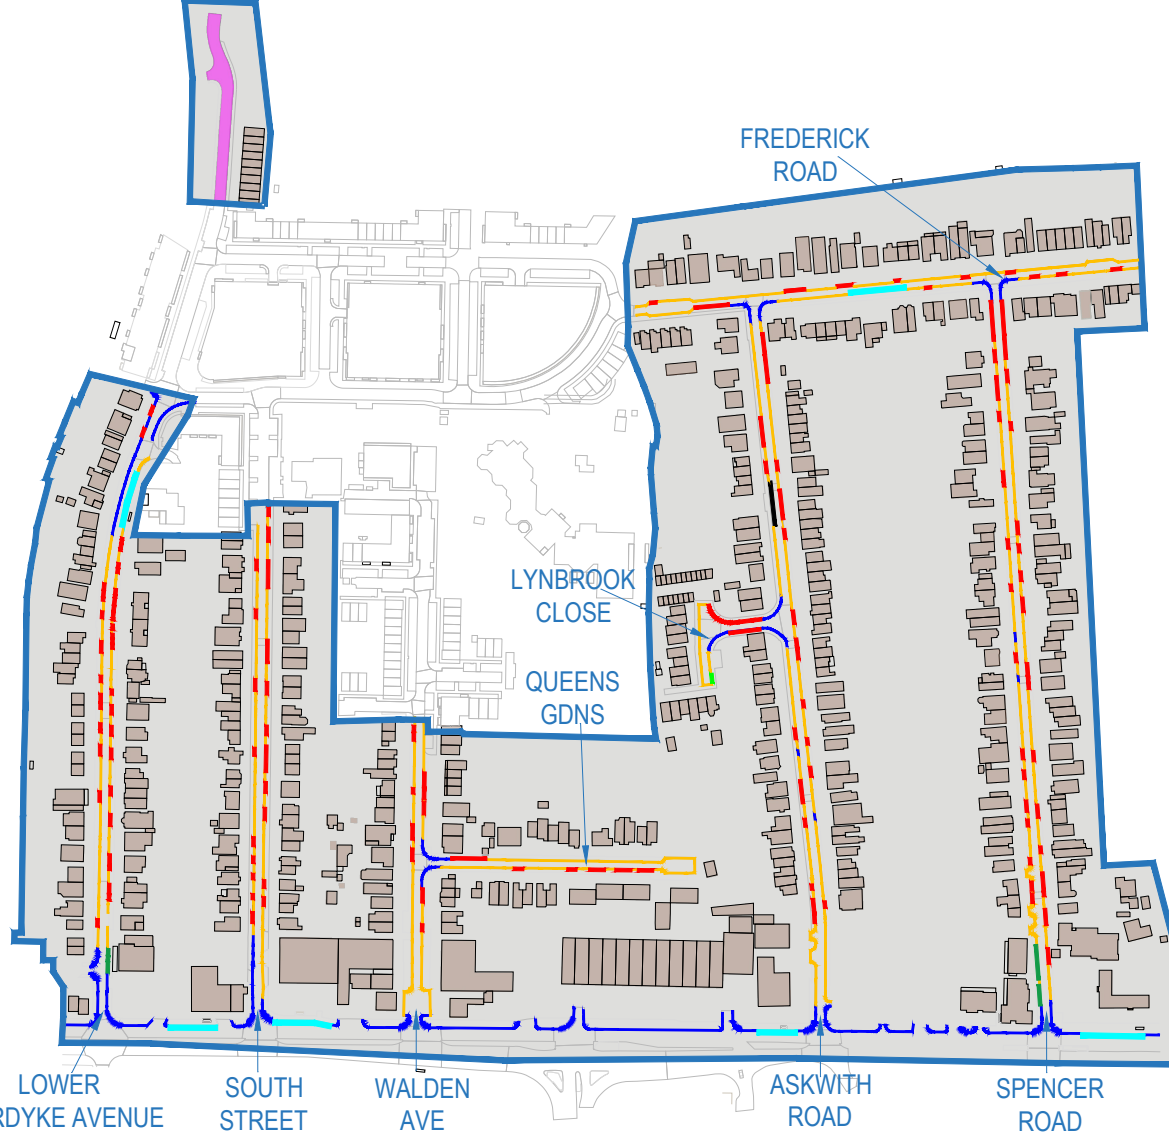 FREDERICK
ROAD
LYNBROOK
CLOSE
QUEENS
GDNS
LOWER
RDYKE AVENUE
SOUTH
STREET
WALDEN
AVE
ASKWITH
ROAD
SPENCER
ROAD